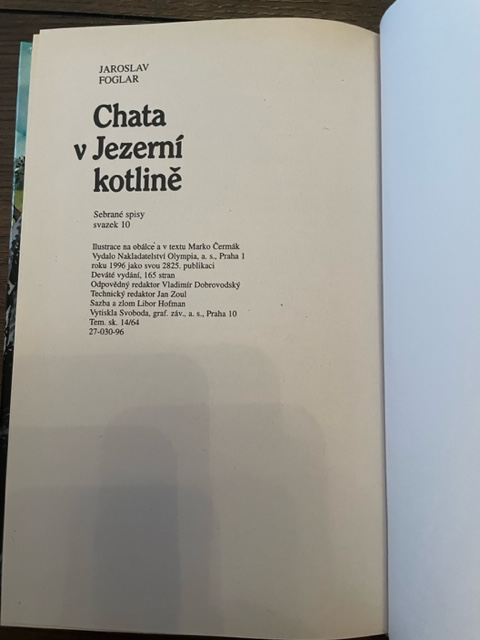 JAROSLAV
FOGLAR
Chata
v Jezerní
kotlině
Sebrané spisy
svazek 10
Ilustrace na obálce a v textu Marko Čermák
Vydalo Nakladatelství Olympia, a. s., Praha 1
roku 1996 jako svou 2825. publikaci
Deváté vydání, 165 stran
Odpovědný redaktor Vladimír Dobrovodský
Technický redaktor Jan Zoul
Sazba a zlom Libor Hofman
Vytiskla Svoboda, graf. záv., a. s., Praha 10
Tem. sk. 14/64
27-030-96